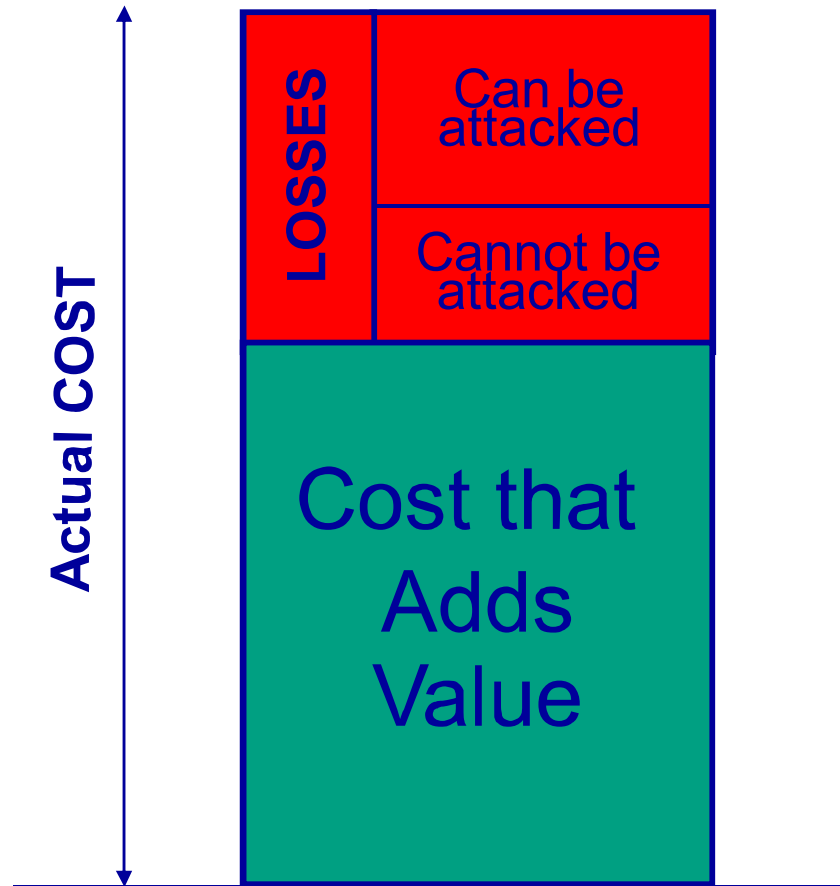 Actual COST
LOSSES
Can be
attacked
Cannot be
attacked
Cost that
Adds
Value